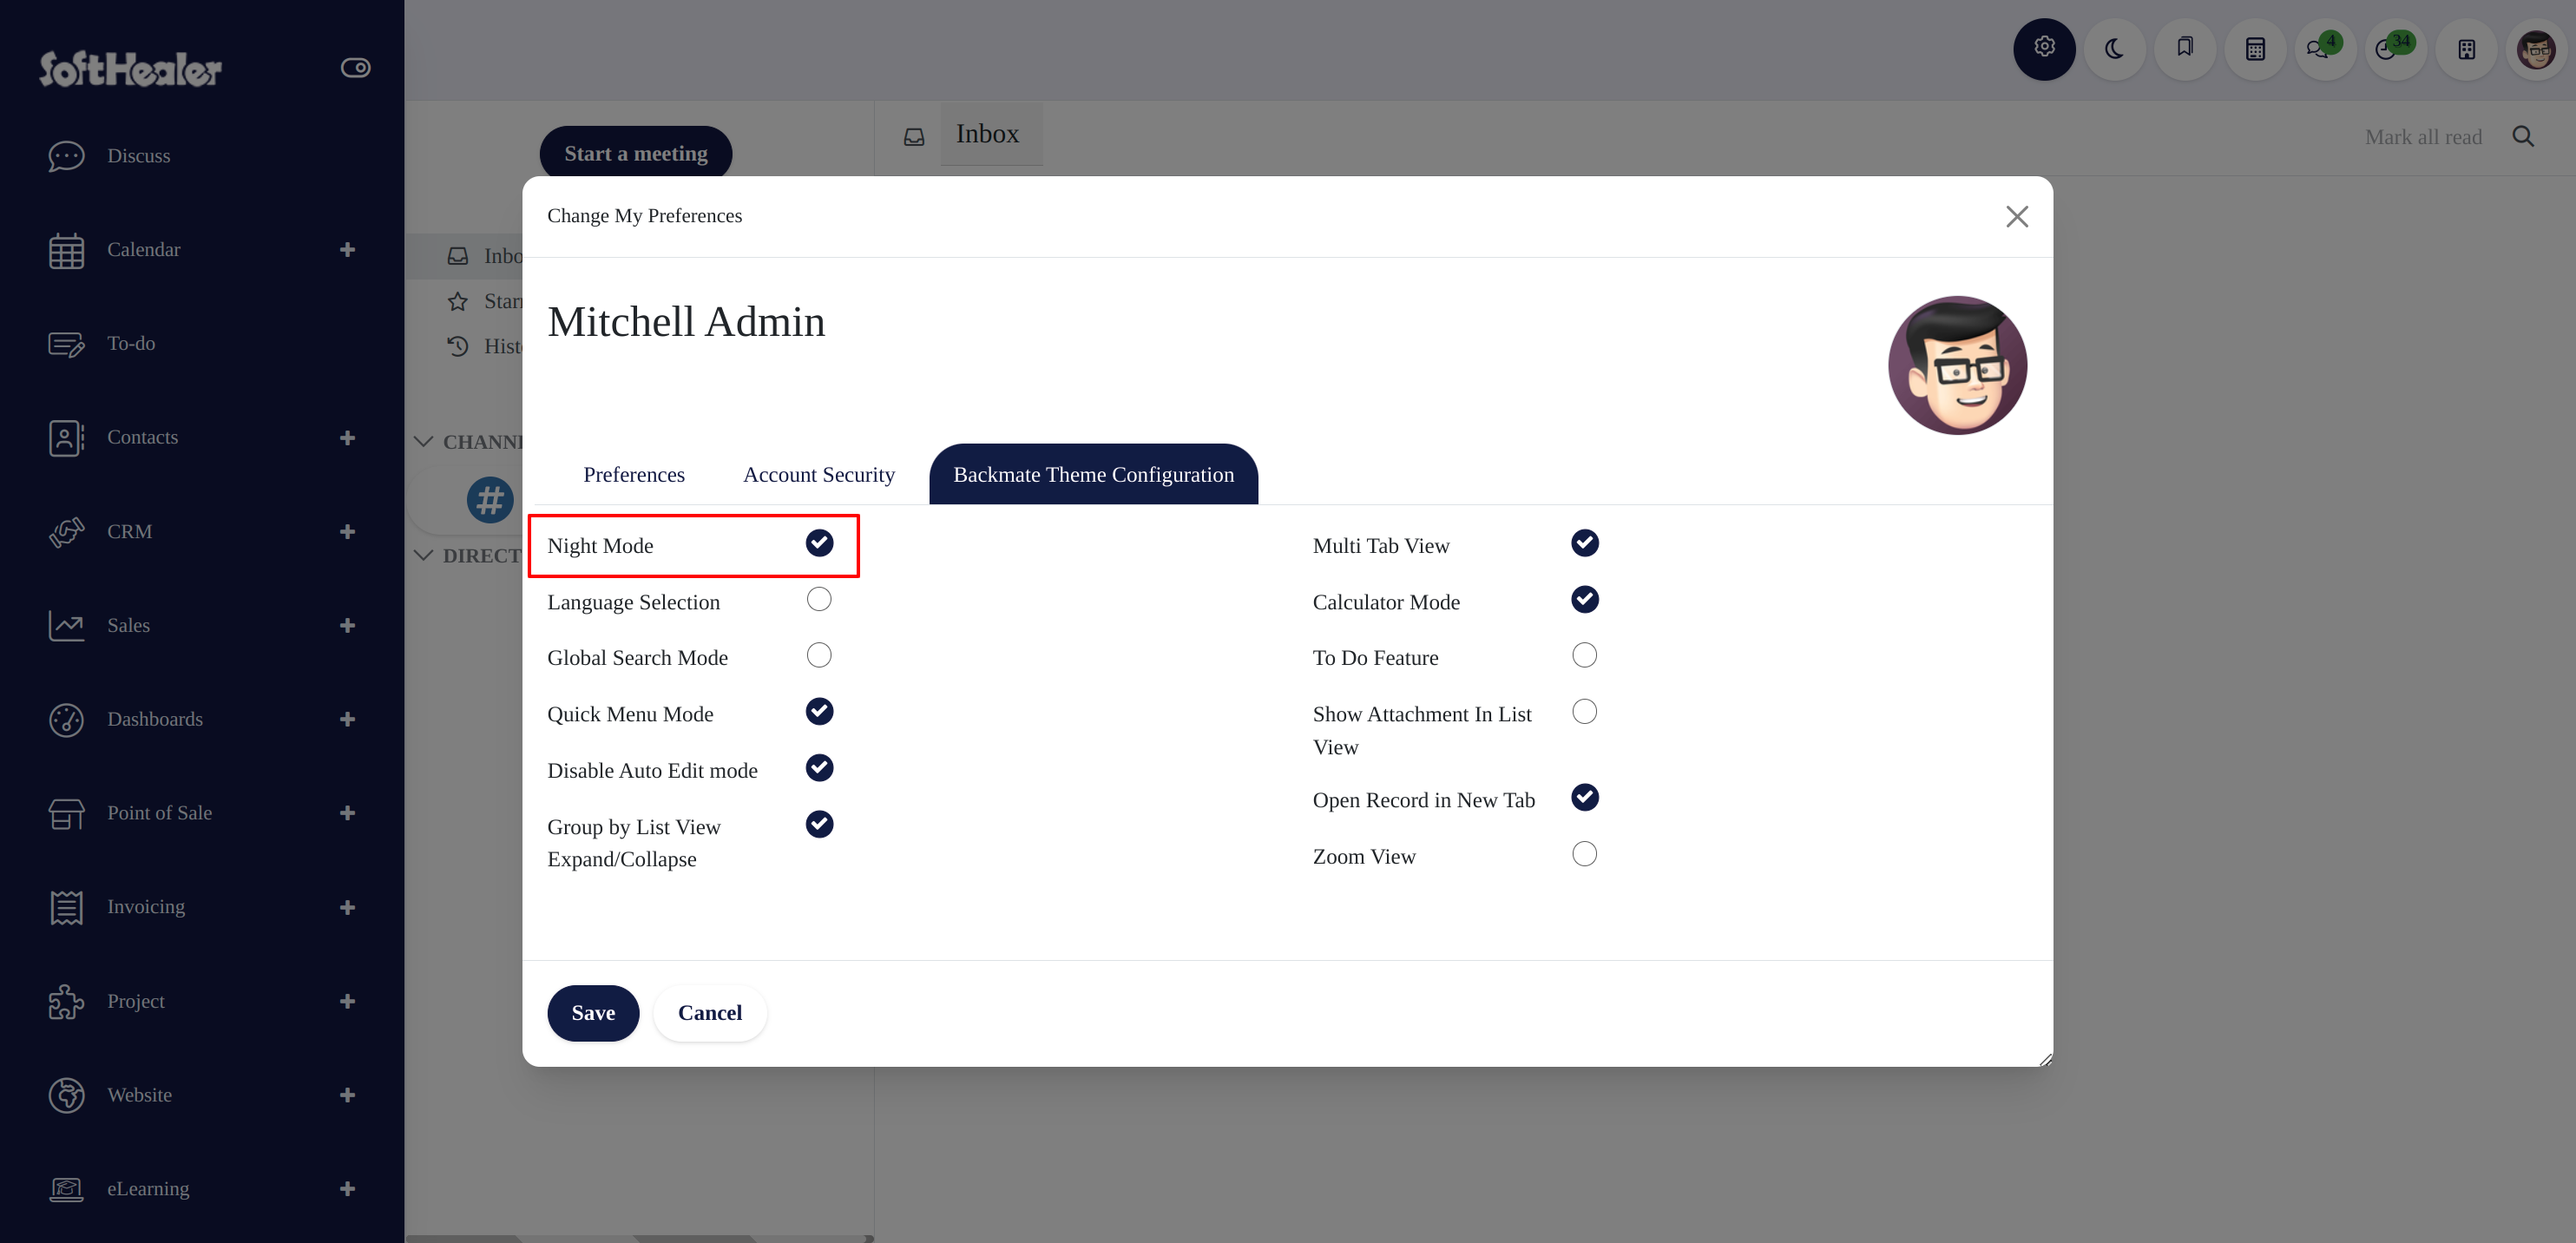 SoftHealer
Discuss
Calendar
To-do
Contacts
CRM
Sales
Dashboards
Point of Sale
Invoicing
Project
Website
eLearning
4
34
Start a meeting
Inbox
Mark all read
Inbo
Starr
Histo
CHANNE
DIRECT
Change My Preferences
Mitchell Admin
Preferences
Account Security
Backmate Theme Configuration
Night Mode
Language Selection
Global Search Mode
Quick Menu Mode
Disable Auto Edit mode
Group by List View
Expand/Collapse
Multi Tab View
Calculator Mode
To Do Feature
Show Attachment In List
View
Open Record in New Tab
Zoom View
Save
Cancel